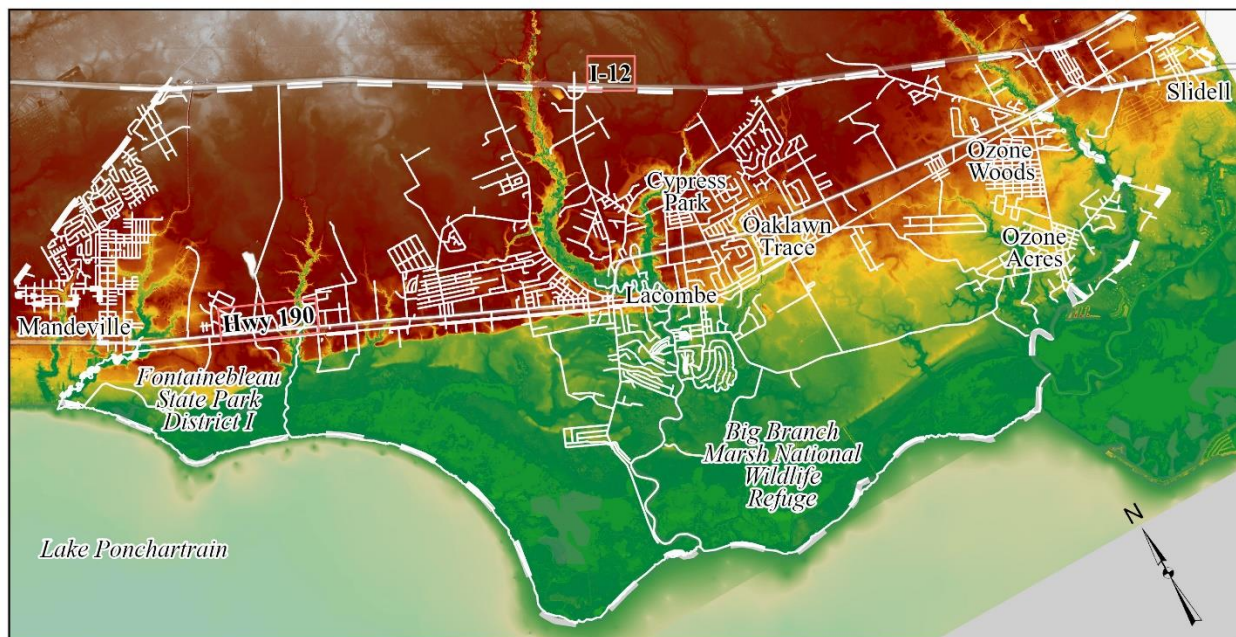 I-12
Slidell
Ozone
Woods
Cypress
Park
Oaklawn
Trace
Ozone
Acres
Lacombe
Hwy 190
Mandeville
Fontainebleau
State Park
District I
Big Branch
Marsh National
Wildlife
Refuge
N
Lake Ponchartrain